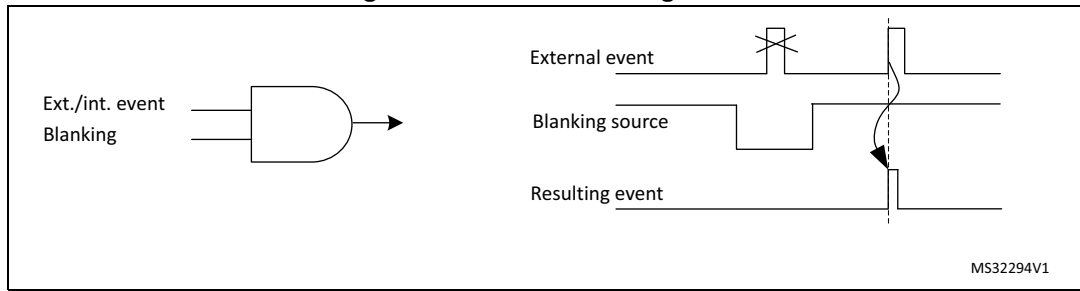 External event
Ext./int. event
Blanking
Blanking source
Resulting event
MS32294V1